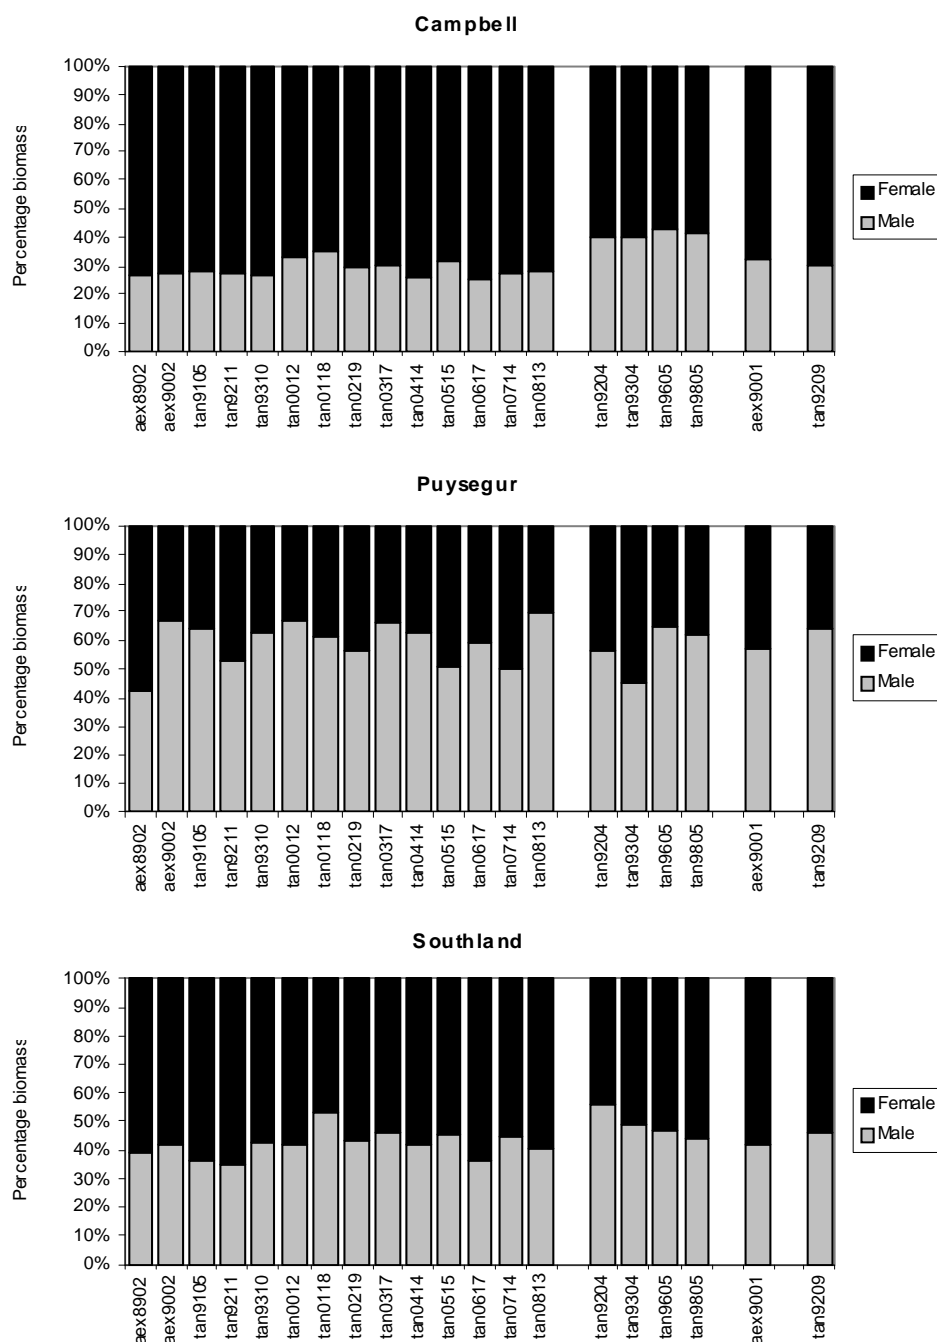 Campbell
Percentage biomass
100%
90%
80%
70%
60%
50%
40%
30%
20%
10%
0%
aex8902
aex9002
tan9105
tan9211
tan9310
tan0012
tan0118
tan0219
tan0317
tan0414
tan0515
tan0617
tan0714
tan0813
tan9204
tan9304
tan9605
tan9805
aex9001
tan9209
Female
Male
Puysegur
Percentage biomass
100%
90%
80%
70%
60%
50%
40%
30%
20%
10%
0%
aex8902
aex9002
tan9105
tan9211
tan9310
tan0012
tan0118
tan0219
tan0317
tan0414
tan0515
tan0617
tan0714
tan0813
tan9204
tan9304
tan9605
tan9805
aex9001
tan9209
Female
Male
Southland
Percentage biomass
100%
90%
80%
70%
60%
50%
40%
30%
20%
10%
0%
aex8902
aex9002
tan9105
tan9211
tan9310
tan0012
tan0118
tan0219
tan0317
tan0414
tan0515
tan0617
tan0714
tan0813
tan9204
tan9304
tan9605
tan9805
aex9001
tan9209
Female
Male